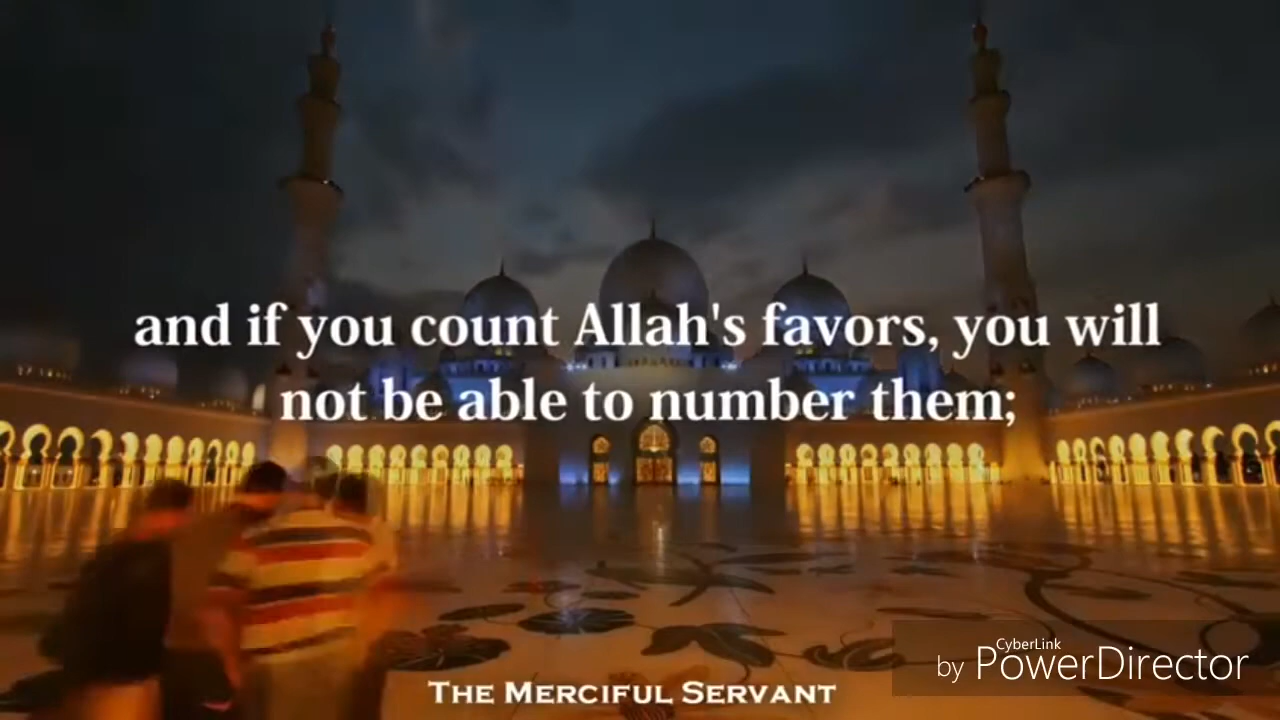 and if you count Allah's favors, you will
not be able to number them;
CyberLink
by PowerDirector
THE MERCIFUL SERVANT